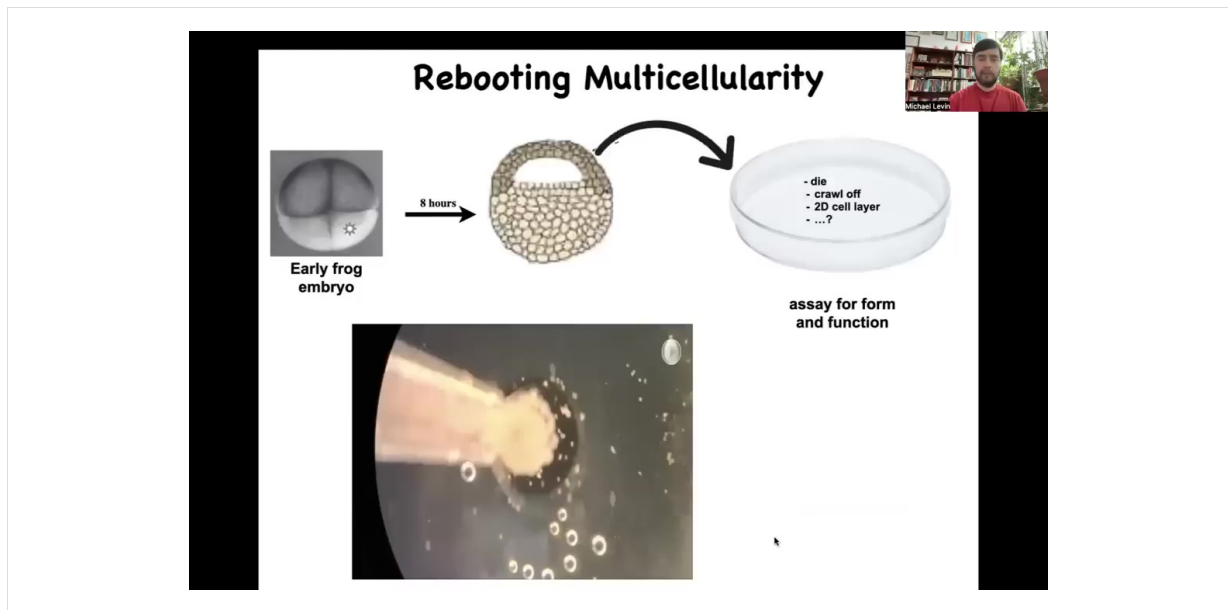 Rebooting Multicellularity
Michael Levin
8 hours
- die
- crawl off
- 2D cell layer
- ...?
Early frog
embryo
assay for form
and function